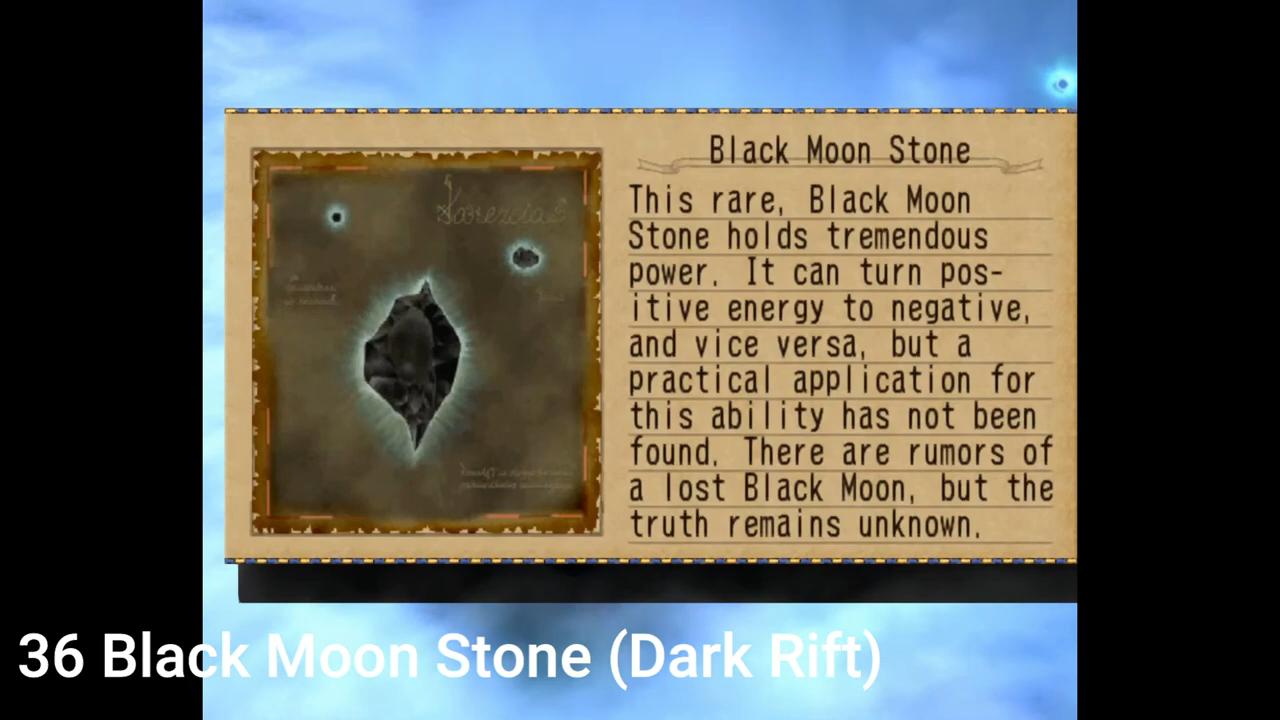 Black Moon Stone
This rare, Black Moon
Stone holds tremendous
power. It can turn pos-
itive energy to negative,
and vice versa, but a
practical application for
this ability has not been
found. There are rumors of
a lost Black Moon, but the
truth remains unknown.
36 Black Moon Stone (Dark Rift)